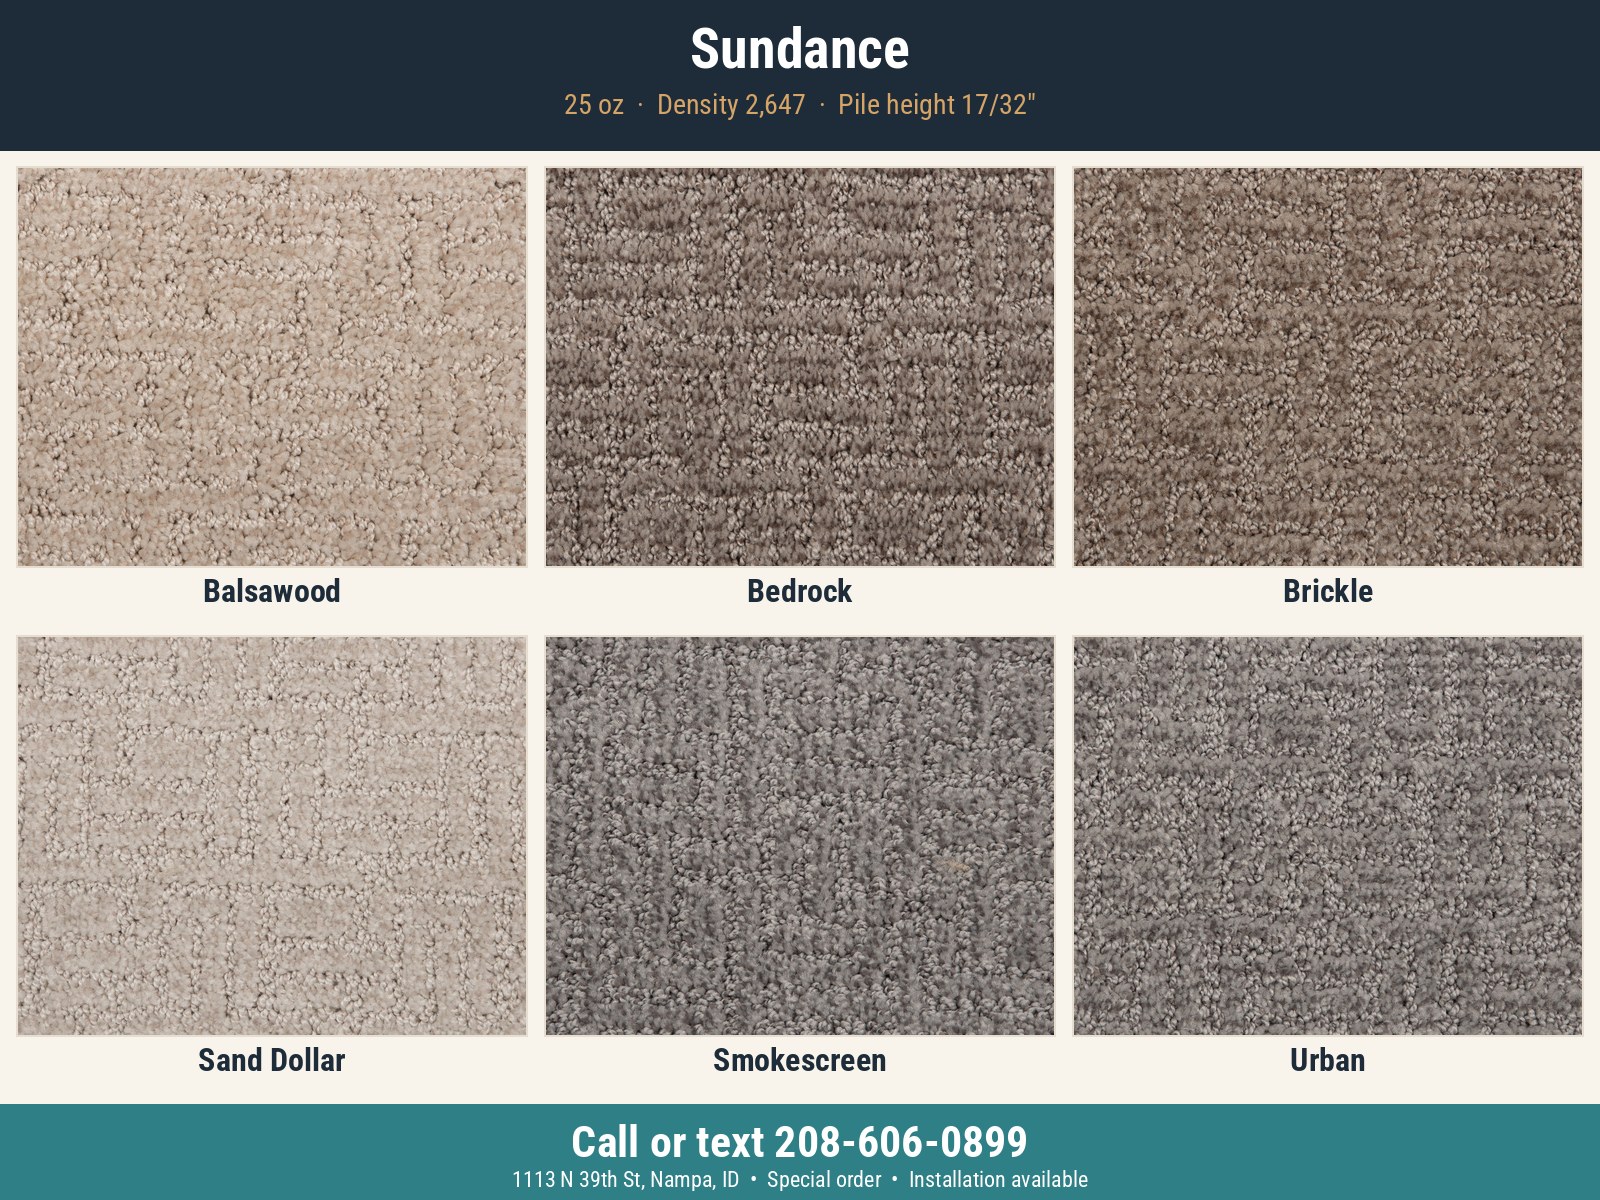 Sundance
25 oz · Density 2,647 · Pile height 17/32"
Balsawood
Bedrock
Brickle
Sand Dollar
Smokescreen
Urban
Call or text 208-606-0899
1113 N 39th St, Nampa, ID • Special order • Installation available